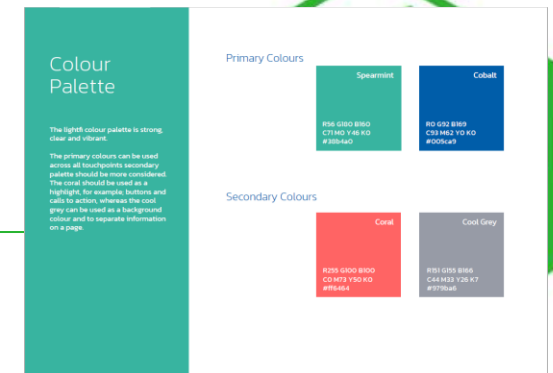 Colour
Palette
The lightfi colour palette is strong,
clear and vibrant.
The primary colours can be used
across all touchpoints secondary
palette should be more considered.
The coral should be used as a
highlight, for example; buttons and
calls to action, whereas the cool
grey can be used as a background
colour and to separate information
on a page.
Primary Colours
Spearmint
R56 G180 B160
C71 M0 Y46 K0
#38b4a0
Cobalt
R0 G92 B169
C93 M62 Y0 K0
#005ca9
Secondary Colours
Coral
R255 G100 B100
C0 M73 Y50 K0
#ff6464
Cool Grey
R151 G155 B166
C44 M33 Y26 K7
#979ba6